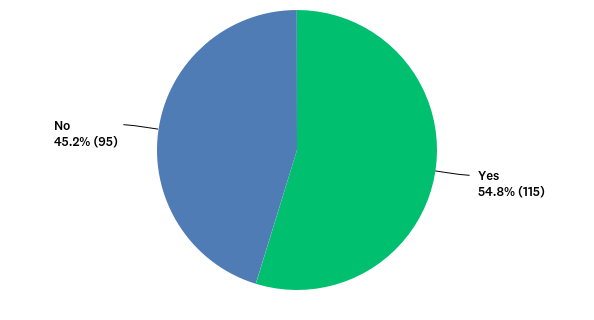 No
45.2% (95)
Yes
54.8% (115)